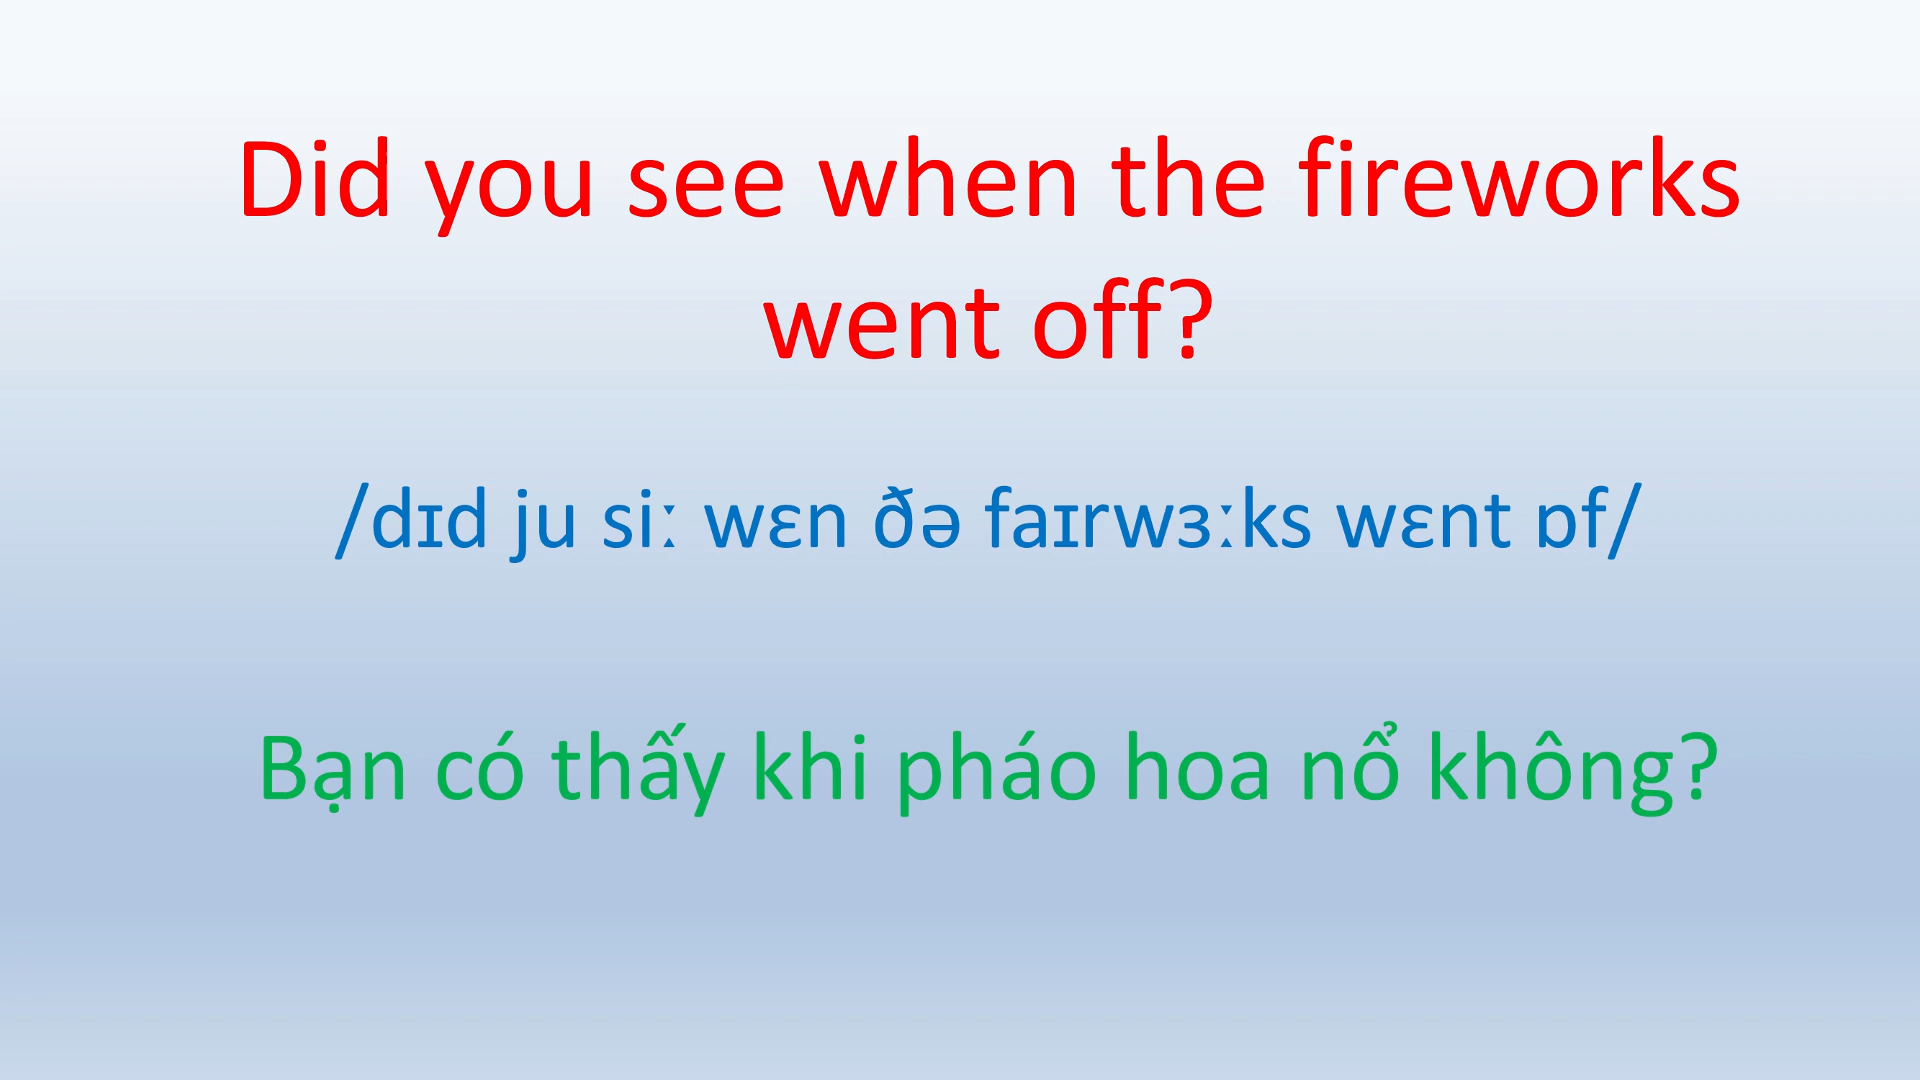 Did you see when the fireworks
went off?
/dɪd ju siː wɛn ðə faɪrwɜːks wɛnt ɒf/
Bạn có thấy khi pháo hoa nổ không?